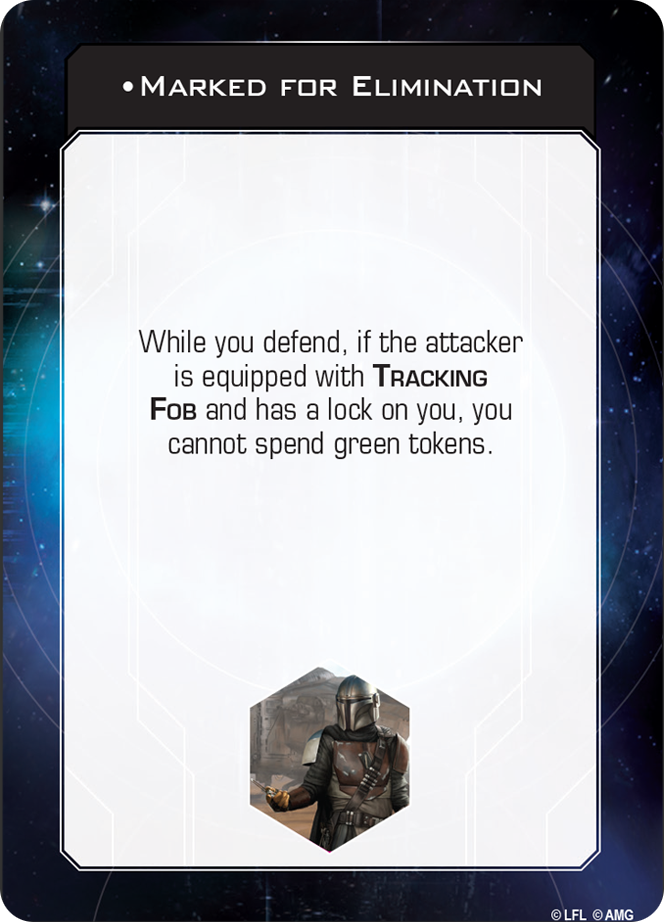 •Marked for Elimination
While you defend, if the attacker
is equipped with Tracking
Fob and has a lock on you, you
cannot spend green tokens.
© LFL © AMG